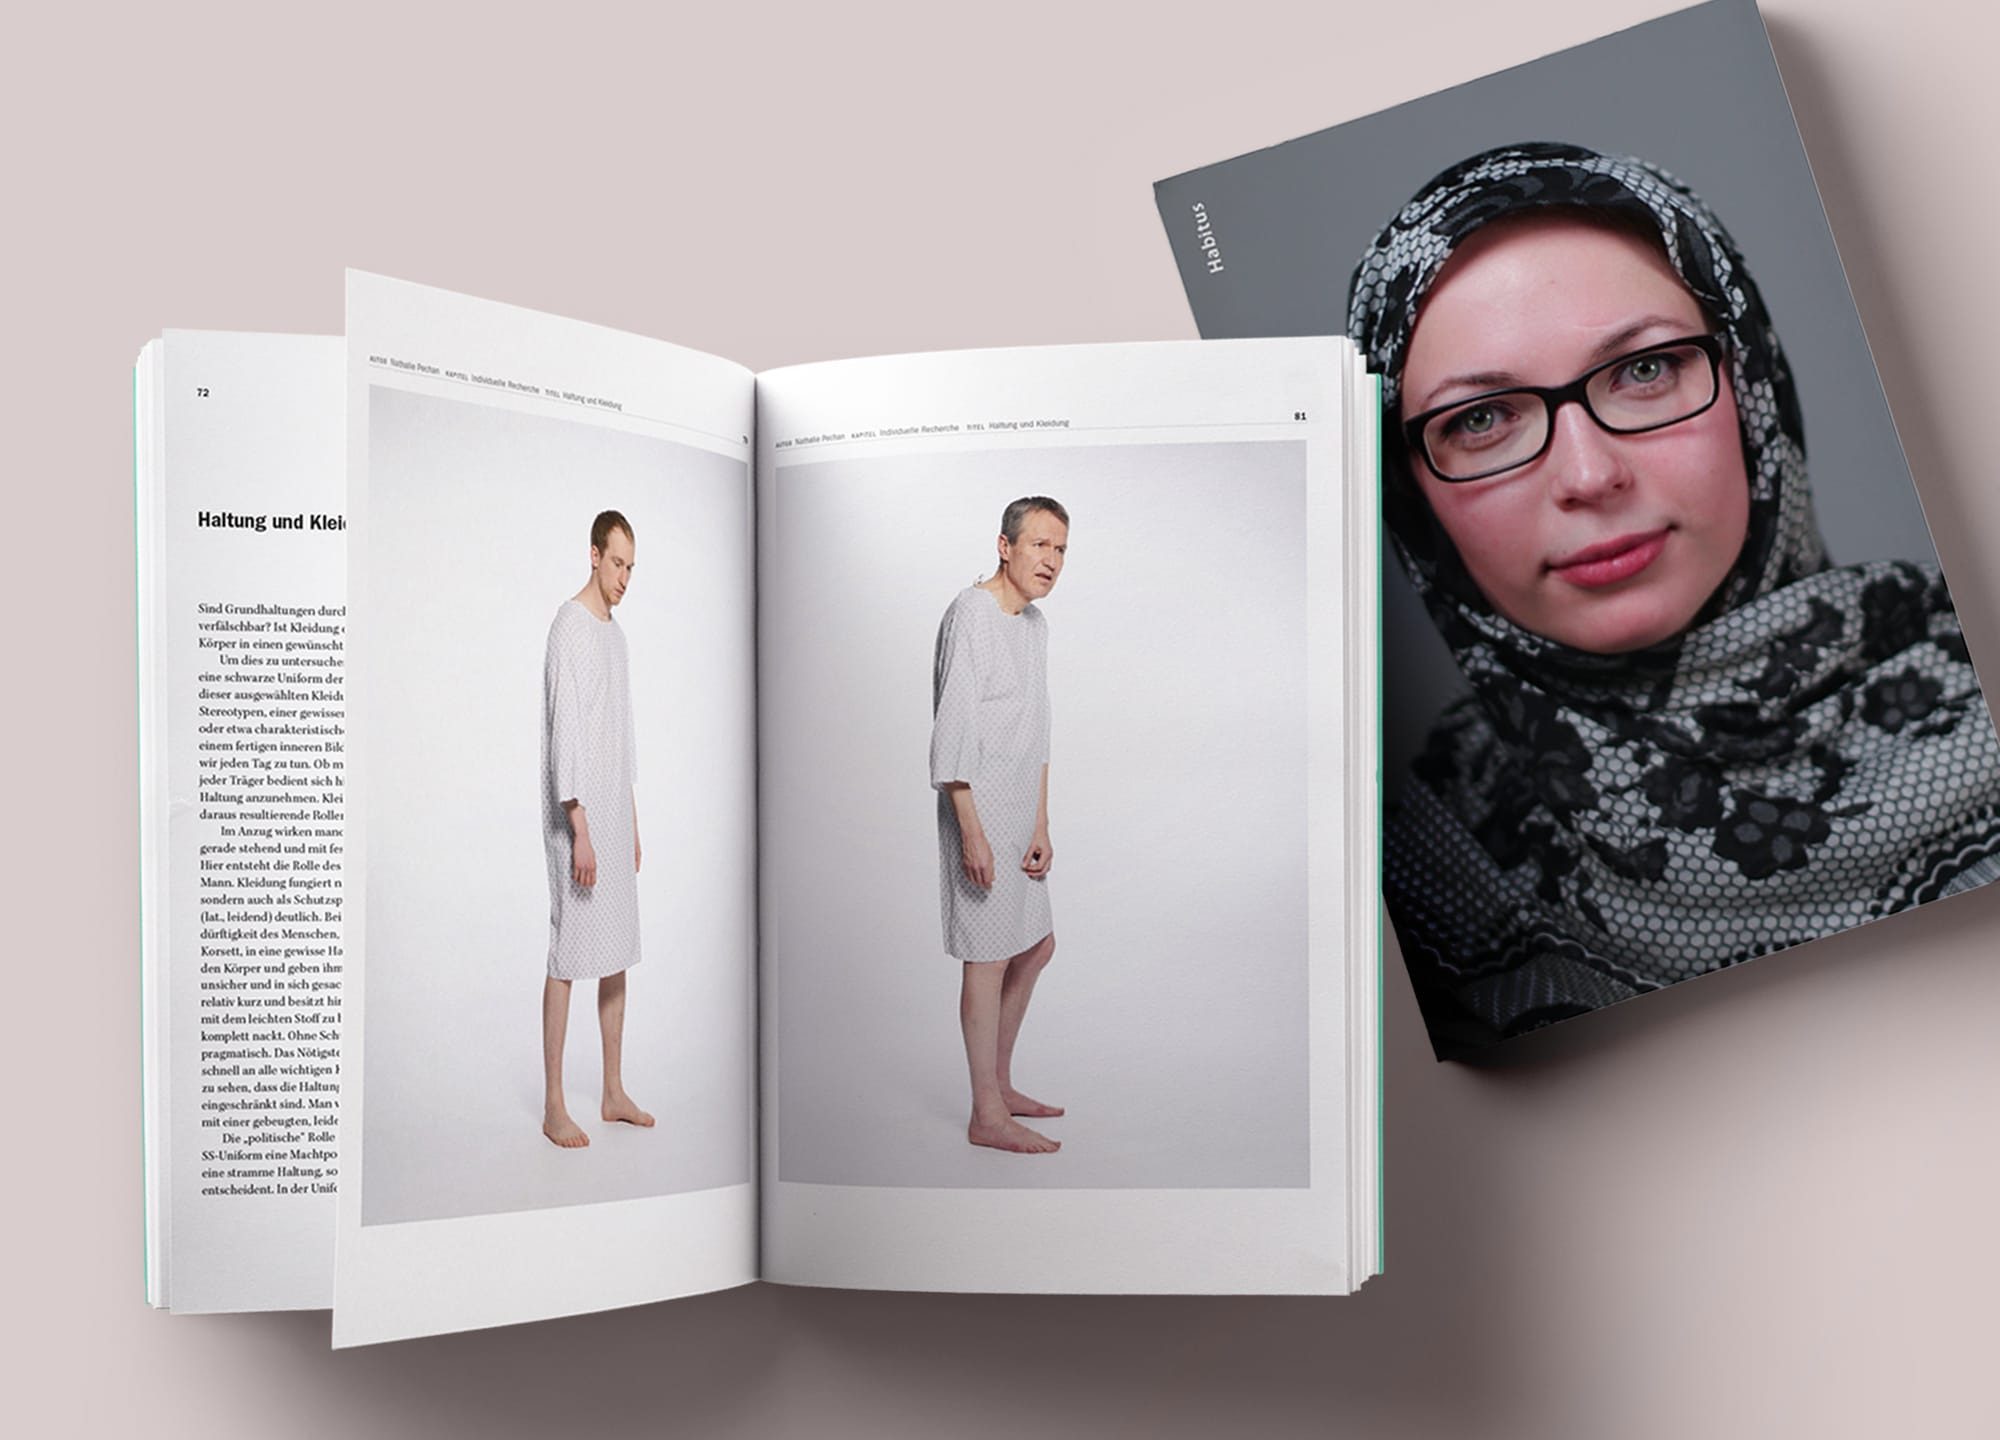 Habitus
72
Haltung und Klei
Sind Grundhaltungen durch
verfälschbar? Ist Kleidung
Körper in einen gewünscht
Um dies zu untersuche
eine schwarze Uniform der
dieser ausgewählten Kleidu
Stereotypen, einer gewisse
oder etwa charakteristisch
einem fertigen inneren Bild
wir jeden Tag zu tun. Ob m
jeder Träger bedient sich hi
Haltung anzunehmen. Klei
daraus resultierende Rollen
Im Anzug wirken manc
gerade stehend und mit fes
Hier entsteht die Rolle des
Mann. Kleidung fungiert n
sondern auch als Schutzsp
(lat., leidend) deutlich. Bei
dürftigkeit des Menschen,
Korsett, in eine gewisse Ha
den Körper und geben ihm
unsicher und in sich gesac
relativ kurz und besitzt hin
mit dem leichten Stoff zu
komplett nackt. Ohne Sch
pragmatisch. Das Nötigste
schnell an alle wichtigen
zu sehen, dass die Haltung
eingeschränkt sind. Man
mit einer gebeugten, leide
Die „politische“ Rolle
SS-Uniform eine Machtpo
eine stramme Haltung, so
entscheident. In der Unifo
AUTOR Nathalie Pechan KAPITEL Individuelle Recherche TITEL Haltung und Kleidung
AUTOR Nathalie Pechan KAPITEL Individuelle Recherche TITEL Haltung und Kleidung
81